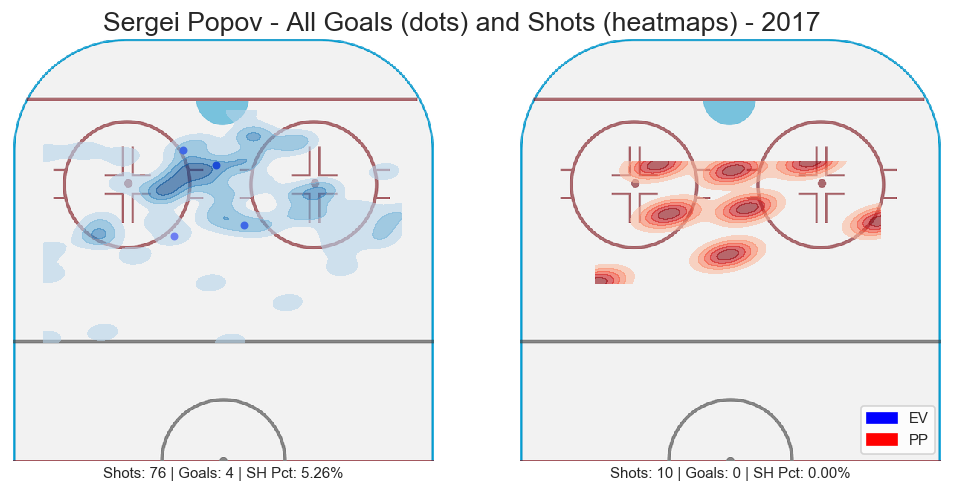 Sergei Popov - All Goals (dots) and Shots (heatmaps) - 2017
EV
PP
Shots: 76 | Goals: 4 | SH Pct: 5.26%
Shots: 10 | Goals: 0 | SH Pct: 0.00%